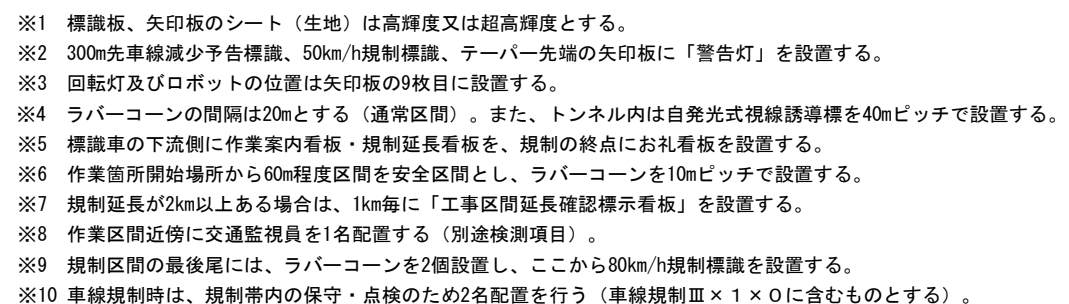 ※1 標識板、矢印板のシート（生地）は高輝度又は超高輝度とする。
※2 300m先車線減少予告標識、50km/h規制標識、テーパー先端の矢印板に「警告灯」を設置する。
※3 回転灯及びロボットの位置は矢印板の9枚目に設置する。
※4 ラバーコーンの間隔は20mとする（通常区間）。また、トンネル内は自発光式視線誘導標を40mピッチで設置する。
※5 標識車の下流側に作業案内看板・規制延長看板を、規制の終点にお礼看板を設置する。
※6 作業箇所開始場所から60m程度区間を安全区間とし、ラバーコーンを10mピッチで設置する。
※7 規制延長が2km以上ある場合は、1km毎に「工事区間延長確認標示看板」を設置する。
※8 作業区間近傍に交通監視員を1名配置する（別途検測項目）。
※9 規制区間の最後尾には、ラバーコーンを2個設置し、ここから80km/h規制標識を設置する。
※10 車線規制時は、規制帯内の保守・点検のため2名配置を行う（車線規制Ⅲ×１×０に含むものとする）。